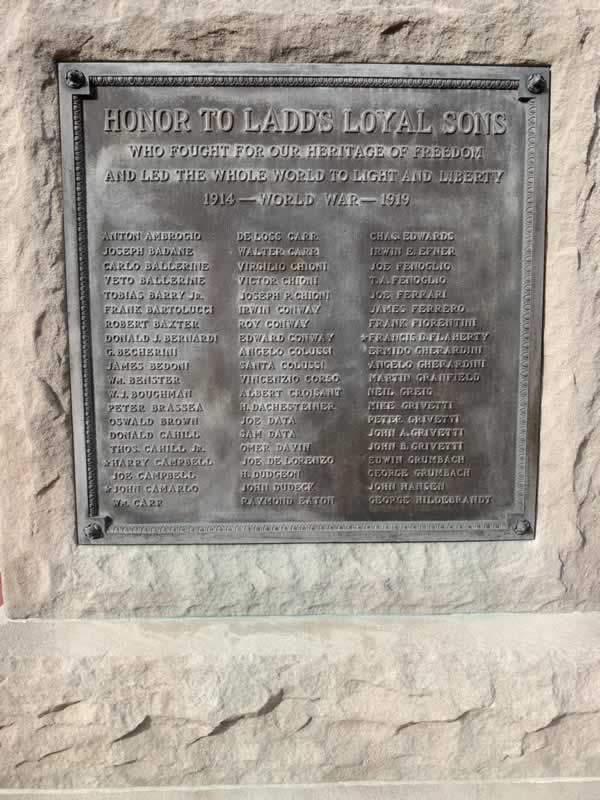 HONOR TO LADD'S LOYAL SONS
WHO FOUGHT FOR OUR HERITAGE OF FREEDOM
AND LED THE WHOLE WORLD TO LIGHT AND LIBERTY
1914 — WORLD WAR — 1919
ANTON AMBROGIO
JOSEPH BADANE
CARLO BALLERINE
VETO BALLERINE
TOBIAS BARRY JR.
FRANK BARTOLUCCI
ROBERT BAXTER
DONALD J. BERNARDI
G. BECHERINI
JAMES BEDONI
WM. BENSTER
W. J. BOUGHMAN
PETER BRASSEA
OSWALD BROWN
DONALD CAHILL
THOS. CAHILL JR.
★HARRY CAMPBELL
JOE CAMPBELL
★JOHN CAMARLO
WM. CARR
DE LOSS CARR
WALTER CARR
VIRGILIO CHIONI
VICTOR CHIONI
JOSEPH P. CHIONI
IRWIN CONWAY
ROY CONWAY
EDWARD CONWAY
ANGELO COLUSSI
SANTA COLUSSI
VINCENZIO CORSO
ALBERT CROISANT
H. DACHESTEINER
JOE DATA
SAM DATA
OMER DAVIN
JOE DE LORENZO
H. DUDGEON
JOHN DUDECK
RAYMOND EATON
CHAS. EDWARDS
IRWIN E. EFNER
JOE FENOGLIO
T. A. FENOGLIO
JOE FERRARI
JAMES FERRERO
FRANK FIORENTINI
★FRANCIS D. FLAHERTY
ERMIDO GHERARDINI
ANGELO GHERARDINI
MARTIN GRANFIELD
NEIL GREIG
MIKE GRIVETTI
PETER GRIVETTI
JOHN A. GRIVETTI
JOHN B. GRIVETTI
EDWIN GRUMBACH
GEORGE GRUMBACH
JOHN HANSEN
GEORGE HILDEBRANDT